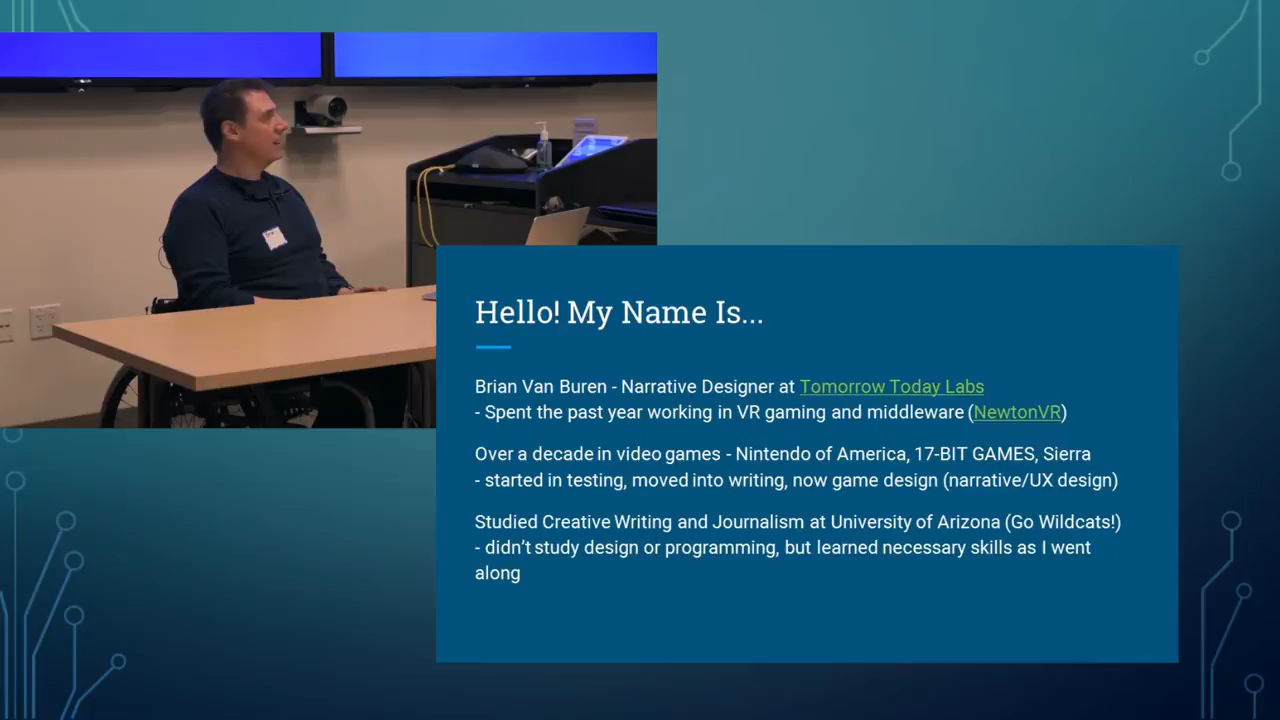 Hello! My Name Is...
Brian Van Buren - Narrative Designer at Tomorrow Today Labs
- Spent the past year working in VR gaming and middleware (NewtonVR)
Over a decade in video games - Nintendo of America, 17-BIT GAMES, Sierra
- started in testing, moved into writing, now game design (narrative/UX design)
Studied Creative Writing and Journalism at University of Arizona (Go Wildcats!)
- didn't study design or programming, but learned necessary skills as I went
along